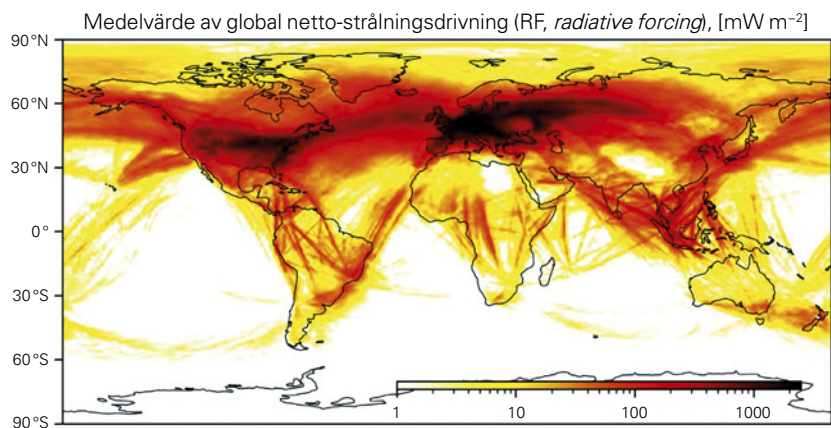 Medelvärde av global netto-strålningsdrivning (RF, radiative forcing), [mW m⁻²]
90°N
60°N
30°N
0°
30°S
60°S
90°S
1 10 100 1000